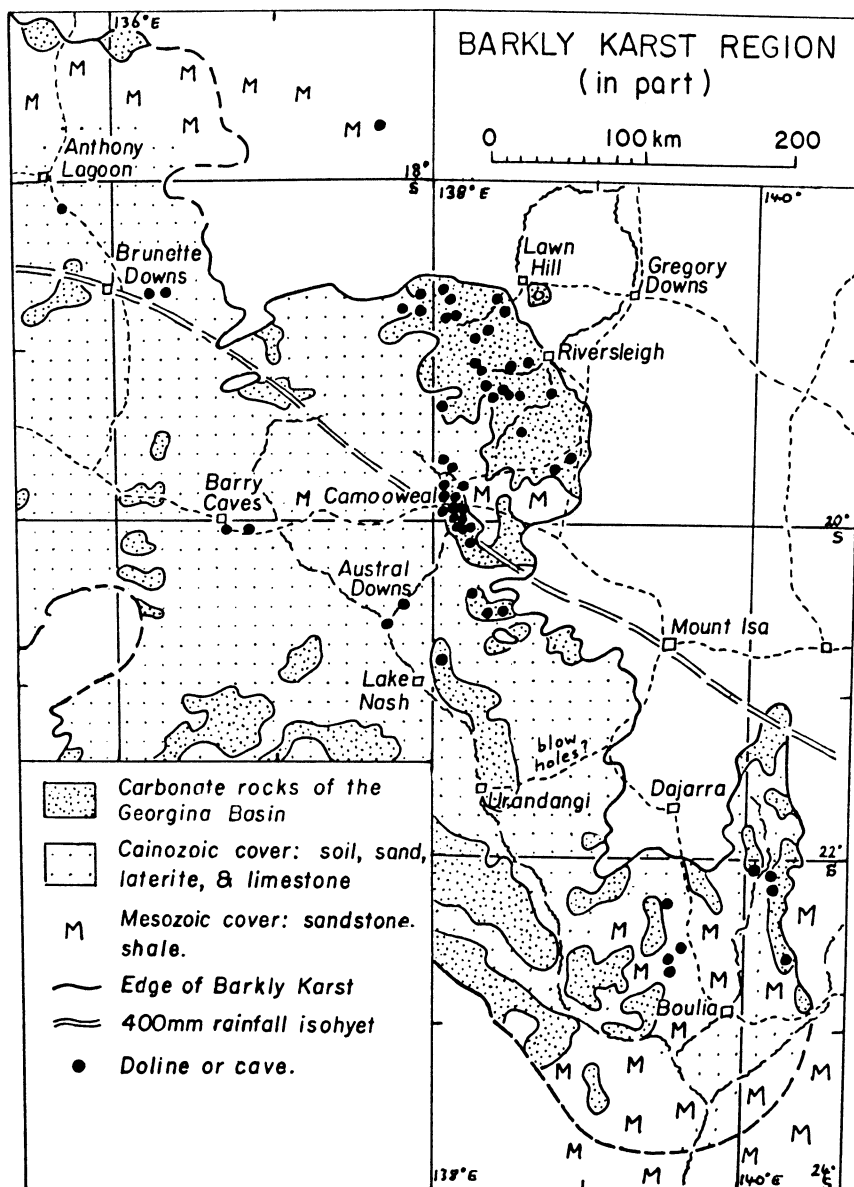 136°E
BARKLY KARST REGION
(in part)
0 100 km 200
M M M M M M M M
Anthony
Lagoon
18°
S
138°E
140°
Brunette
Downs
Lawn
Hill
Gregory
Downs
Riversleigh
Barry
Caves
M
Camooweal
M
M
20°
S
Austral
Downs
Mount Isa
Lake
Nash
blow
holes?
Urandangi
Dajarra
22°
S
Carbonate rocks of the
Georgina Basin
Cainozoic cover: soil, sand,
laterite, & limestone
M Mesozoic cover: sandstone.
shale.
Edge of Barkly Karst
400mm rainfall isohyet
Doline or cave.
M M M M M M M M
Boulia
M M M M M M M M M M
138°E
140°E
24°
S